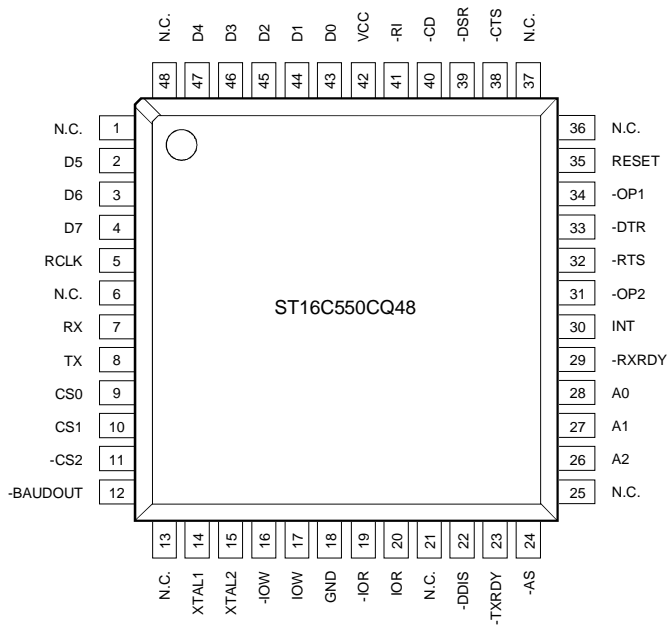 N.C. D4 D3 D2 D1 D0 VCC -RI -CD -DSR -CTS N.C.
48 47 46 45 44 43 42 41 40 39 38 37
N.C. 1 36 N.C.
D5 2 35 RESET
D6 3 34 -OP1
D7 4 33 -DTR
RCLK 5 32 -RTS
N.C. 6 31 -OP2
ST16C550CQ48
RX 7 30 INT
TX 8 29 -RXRDY
CS0 9 28 A0
CS1 10 27 A1
-CS2 11 26 A2
-BAUDOUT 12 25 N.C.
13 14 15 16 17 18 19 20 21 22 23 24
N.C. XTAL1 XTAL2 -IOW IOW GND -IOR IOR N.C. -DDIS -TXRDY -AS